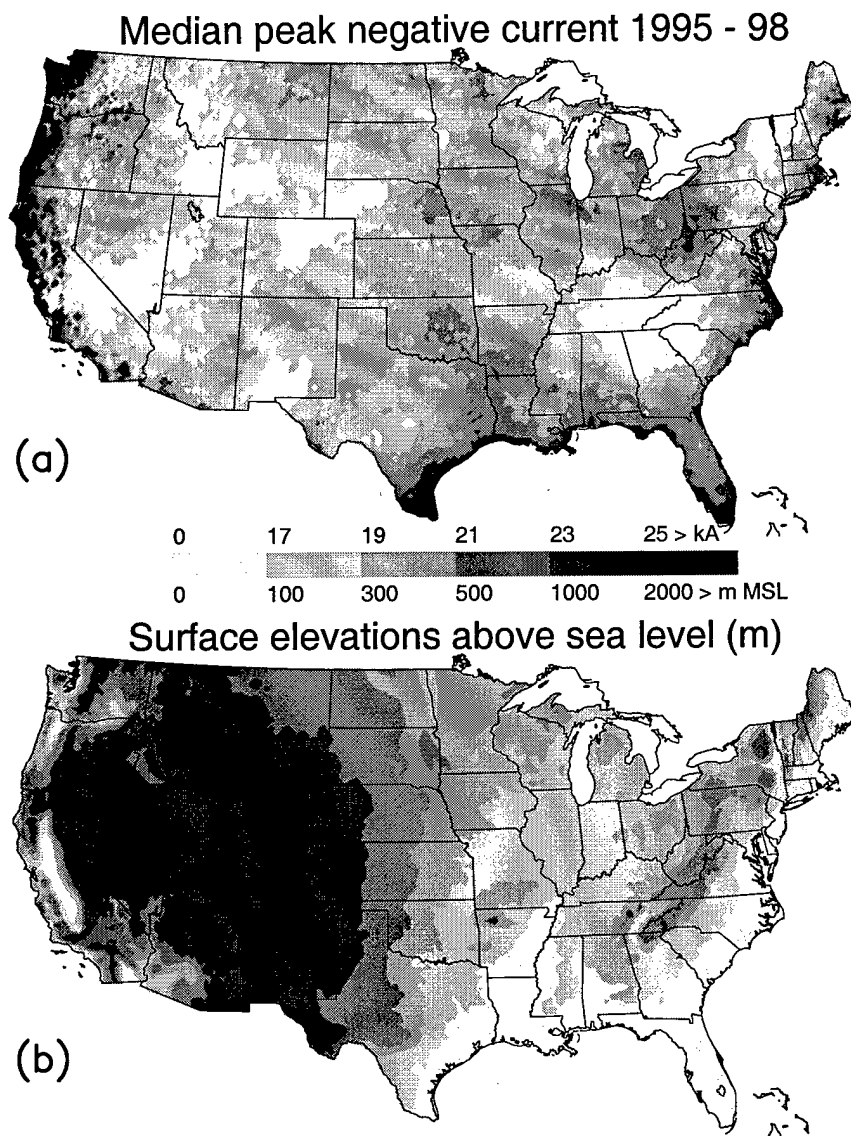 Median peak negative current 1995 - 98
(a)
0 17 19 21 23 25 > kA
0 100 300 500 1000 2000 > m MSL
Surface elevations above sea level (m)
(b)